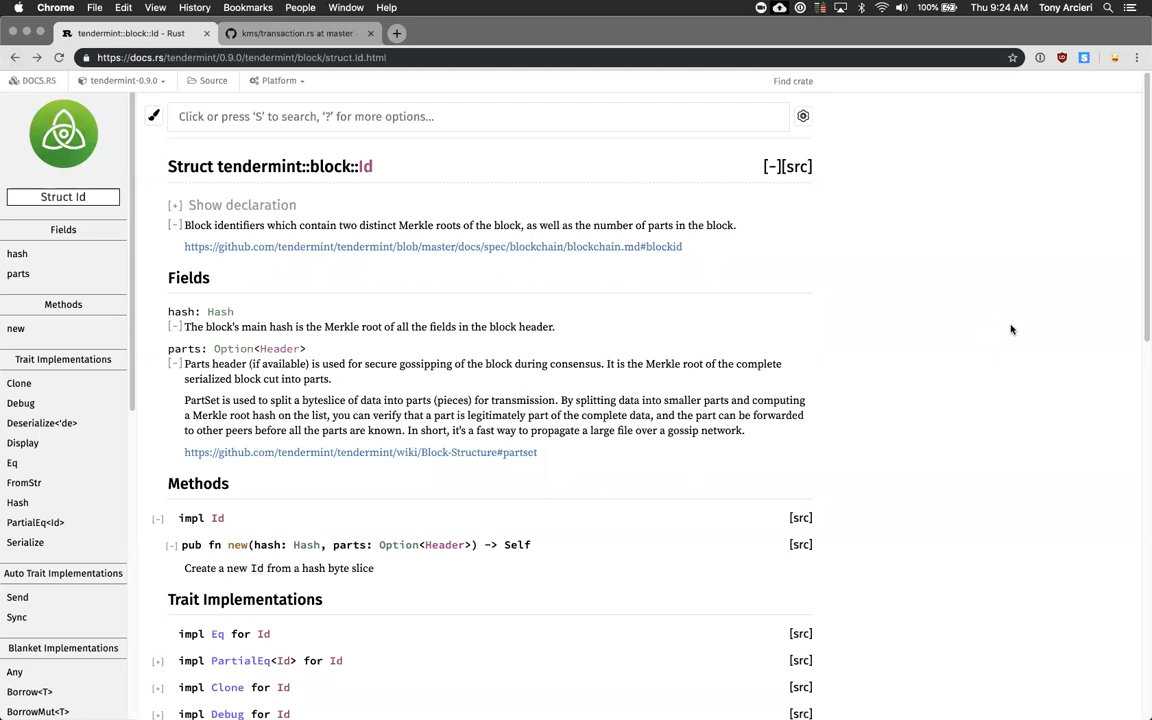 Chrome File Edit View History Bookmarks People Window Help 100% Thu 9:24 AM Tony Arcieri
tendermint::block::Id - Rust
kms/transaction.rs at master
https://docs.rs/tendermint/0.9.0/tendermint/block/struct.Id.html
DOCS.RS tendermint-0.9.0 Source Platform Find crate
Click or press ‘S’ to search, ‘?’ for more options…
Struct Id
Fields
hash
parts
Methods
new
Trait Implementations
Clone
Debug
Deserialize<'de>
Display
Eq
FromStr
Hash
PartialEq<Id>
Serialize
Auto Trait Implementations
Send
Sync
Blanket Implementations
Any
Borrow<T>
BorrowMut<T>
Struct tendermint::block::Id [-][src]
[+] Show declaration
[-] Block identifiers which contain two distinct Merkle roots of the block, as well as the number of parts in the block.
https://github.com/tendermint/tendermint/blob/master/docs/spec/blockchain/blockchain.md#blockid
Fields
hash: Hash
[-] The block's main hash is the Merkle root of all the fields in the block header.
parts: Option<Header>
[-] Parts header (if available) is used for secure gossipping of the block during consensus. It is the Merkle root of the complete
serialized block cut into parts.
PartSet is used to split a byteslice of data into parts (pieces) for transmission. By splitting data into smaller parts and computing
a Merkle root hash on the list, you can verify that a part is legitimately part of the complete data, and the part can be forwarded
to other peers before all the parts are known. In short, it's a fast way to propagate a large file over a gossip network.
https://github.com/tendermint/tendermint/wiki/Block-Structure#partset
Methods
[-] impl Id [src]
[-] pub fn new(hash: Hash, parts: Option<Header>) -> Self [src]
Create a new Id from a hash byte slice
Trait Implementations
impl Eq for Id [src]
[+] impl PartialEq<Id> for Id [src]
[+] impl Clone for Id [src]
[+] impl Debug for Id [src]